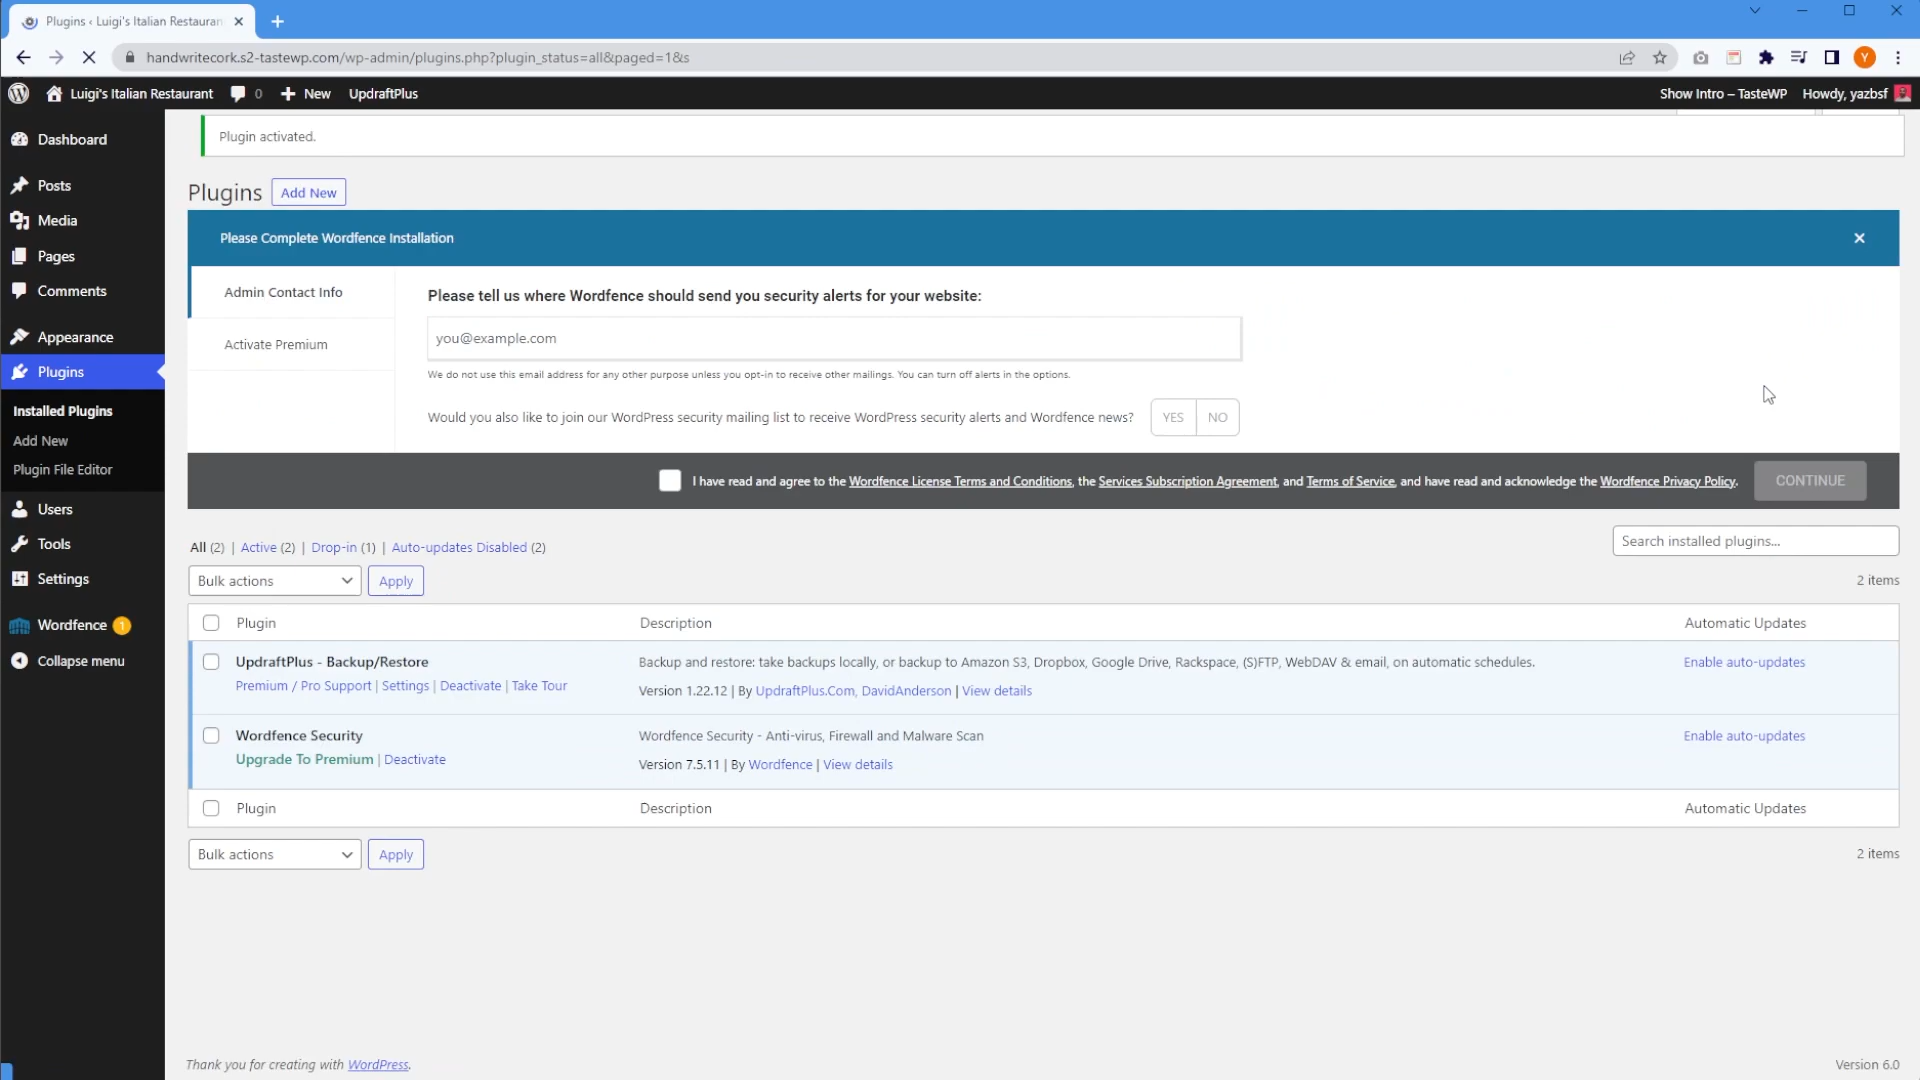 Plugins ‹ Luigi's Italian Restauran
handwritecork.s2-tastewp.com/wp-admin/plugins.php?plugin_status=all&paged=1&s
Y
Luigi's Italian Restaurant 0 New UpdraftPlus
Show Intro – TasteWP Howdy, yazbsf
Dashboard
Posts
Media
Pages
Comments
Appearance
Plugins
Installed Plugins
Add New
Plugin File Editor
Users
Tools
Settings
Wordfence 1
Collapse menu
Plugin activated.
Plugins Add New
Please Complete Wordfence Installation
Admin Contact Info
Activate Premium
Please tell us where Wordfence should send you security alerts for your website:
you@example.com
We do not use this email address for any other purpose unless you opt-in to receive other mailings. You can turn off alerts in the options.
Would you also like to join our WordPress security mailing list to receive WordPress security alerts and Wordfence news? YES NO
I have read and agree to the Wordfence License Terms and Conditions, the Services Subscription Agreement, and Terms of Service, and have read and acknowledge the Wordfence Privacy Policy. CONTINUE
All (2) | Active (2) | Drop-in (1) | Auto-updates Disabled (2)
Search installed plugins...
Bulk actions Apply
2 items
Plugin Description Automatic Updates
UpdraftPlus - Backup/Restore
Premium / Pro Support | Settings | Deactivate | Take Tour
Backup and restore: take backups locally, or backup to Amazon S3, Dropbox, Google Drive, Rackspace, (S)FTP, WebDAV & email, on automatic schedules.
Version 1.22.12 | By UpdraftPlus.Com, DavidAnderson | View details
Enable auto-updates
Wordfence Security
Upgrade To Premium | Deactivate
Wordfence Security - Anti-virus, Firewall and Malware Scan
Version 7.5.11 | By Wordfence | View details
Enable auto-updates
Plugin Description Automatic Updates
Bulk actions Apply
2 items
Thank you for creating with WordPress.
Version 6.0